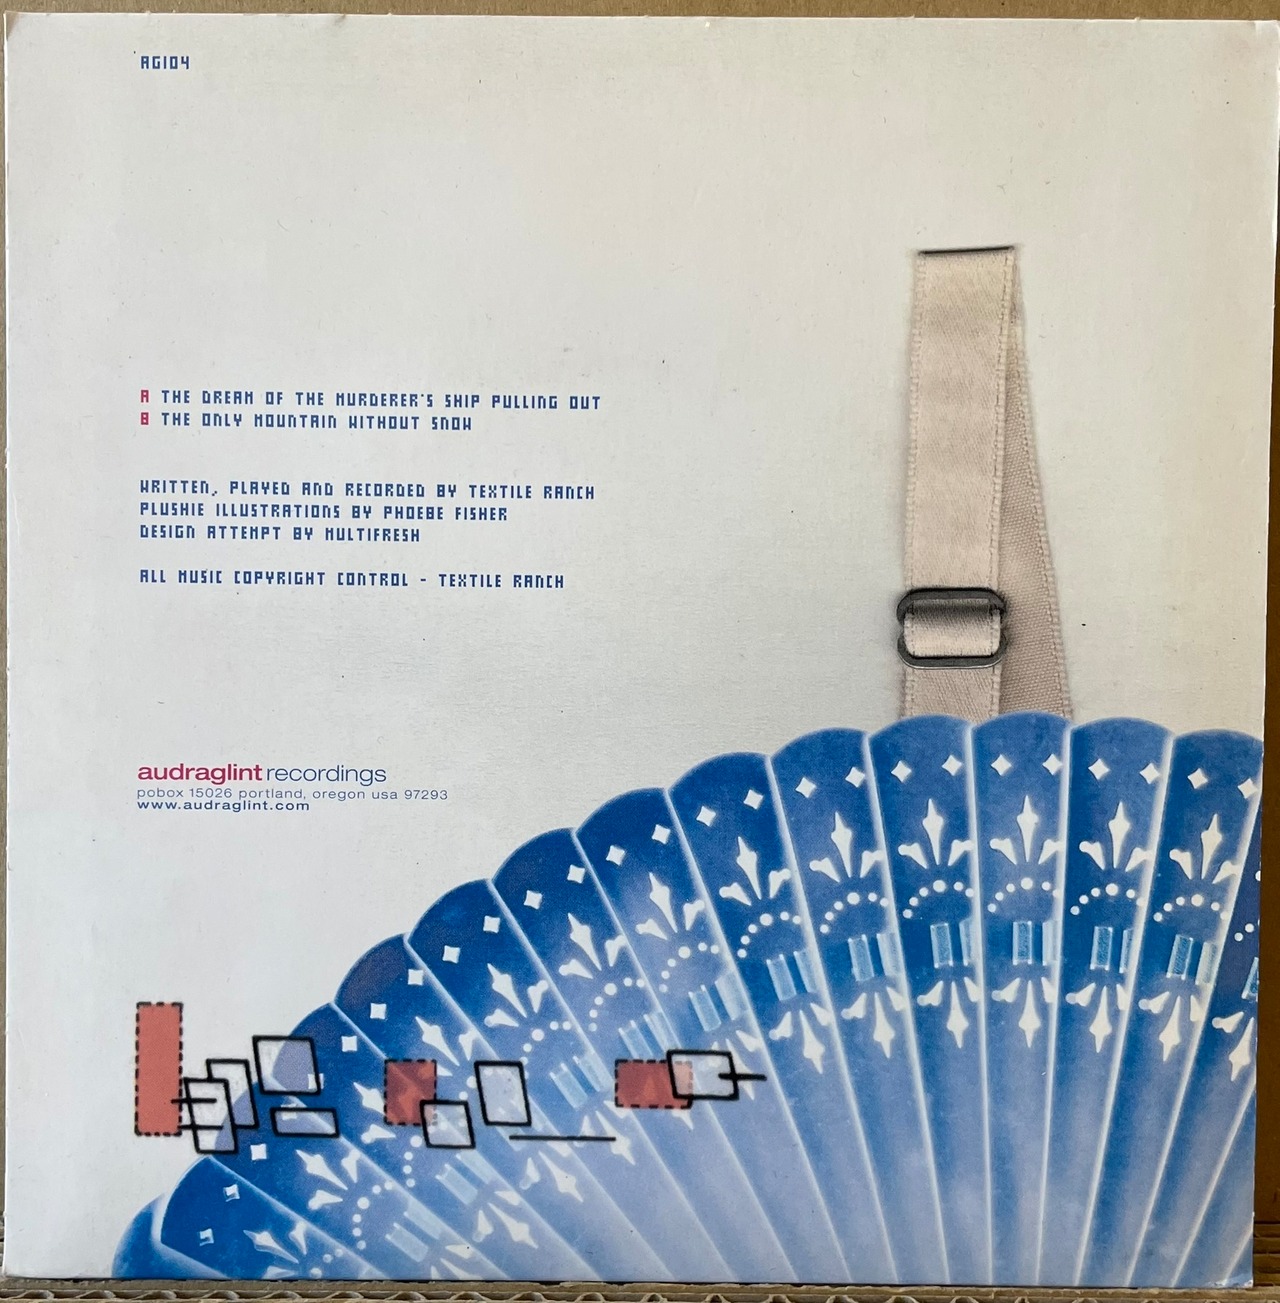 AG104
A THE DREAM OF THE MURDERER'S SHIP PULLING OUT
B THE ONLY MOUNTAIN WITHOUT SNOW
WRITTEN, PLAYED AND RECORDED BY TEXTILE RANCH
PLUSHIE ILLUSTRATIONS BY PHOEBE FISHER
DESIGN ATTEMPT BY MULTIFRESH
ALL MUSIC COPYRIGHT CONTROL - TEXTILE RANCH
audraglint recordings
pobox 15026 portland, oregon usa 97293
www.audraglint.com